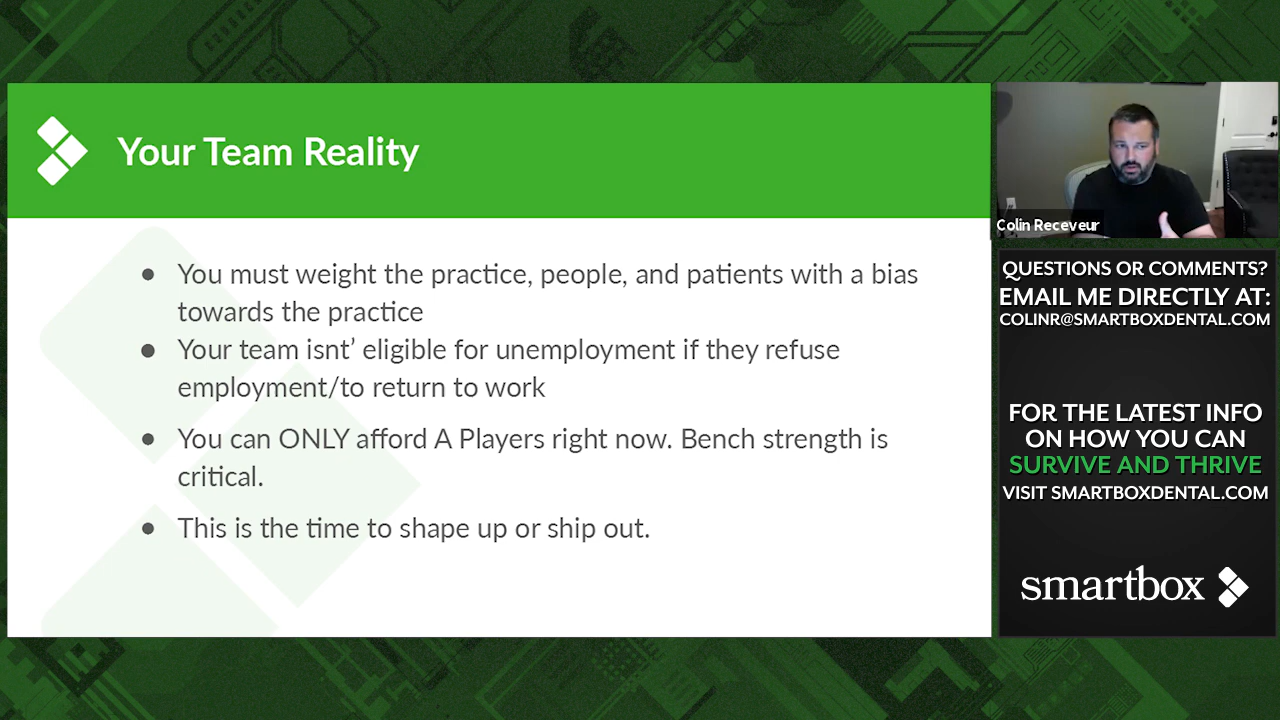 Your Team Reality
● You must weight the practice, people, and patients with a bias
towards the practice
● Your team isnt’ eligible for unemployment if they refuse
employment/to return to work
● You can ONLY afford A Players right now. Bench strength is
critical.
● This is the time to shape up or ship out.
Colin Receveur
QUESTIONS OR COMMENTS?
EMAIL ME DIRECTLY AT:
COLINR@SMARTBOXDENTAL.COM
FOR THE LATEST INFO
ON HOW YOU CAN
SURVIVE AND THRIVE
VISIT SMARTBOXDENTAL.COM
smartbox